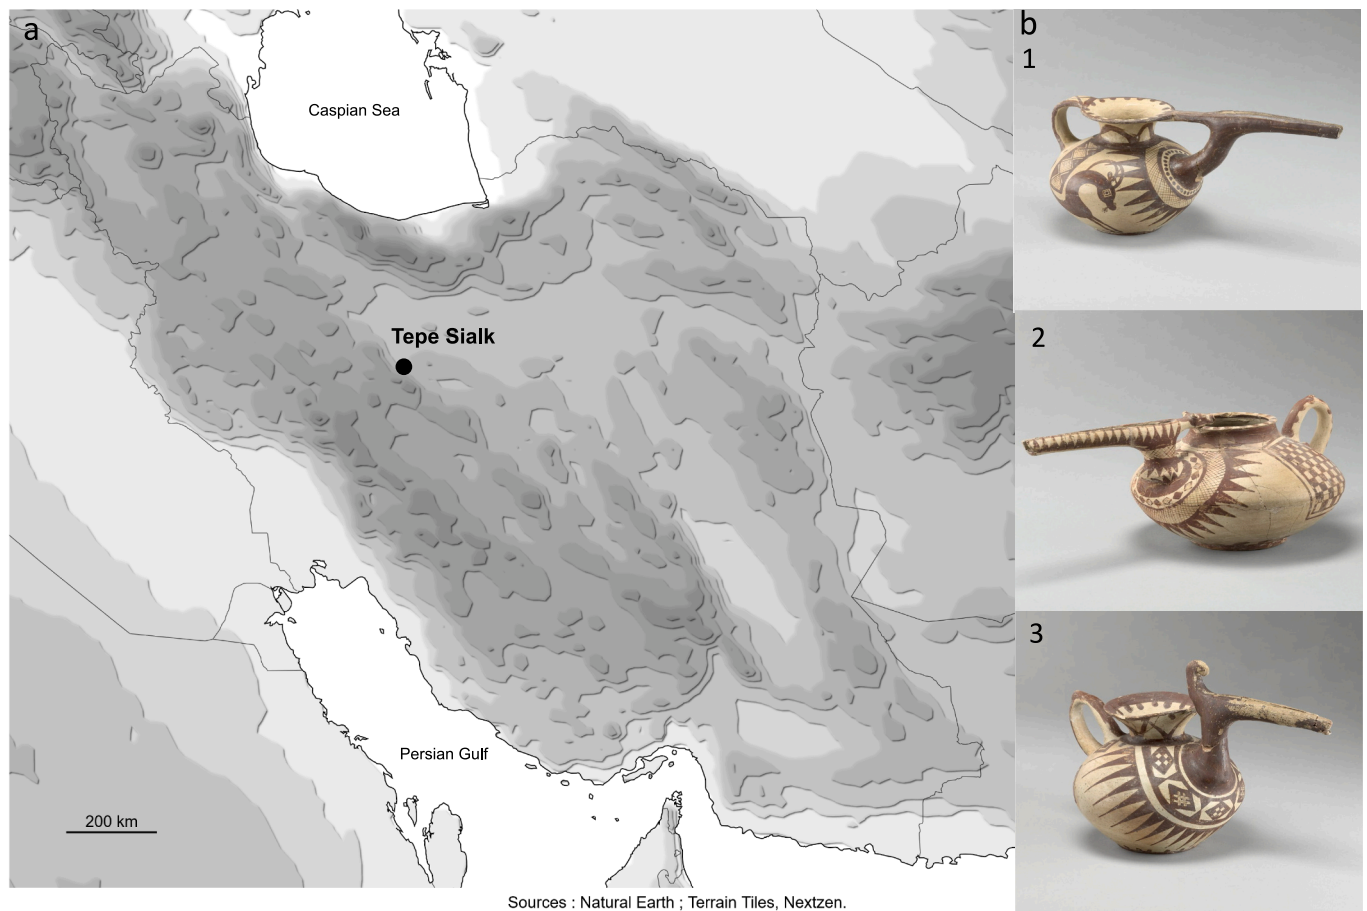 a
Caspian Sea
Tepe Sialk
Persian Gulf
200 km
b
1
2
3
Sources : Natural Earth ; Terrain Tiles, Nextzen.